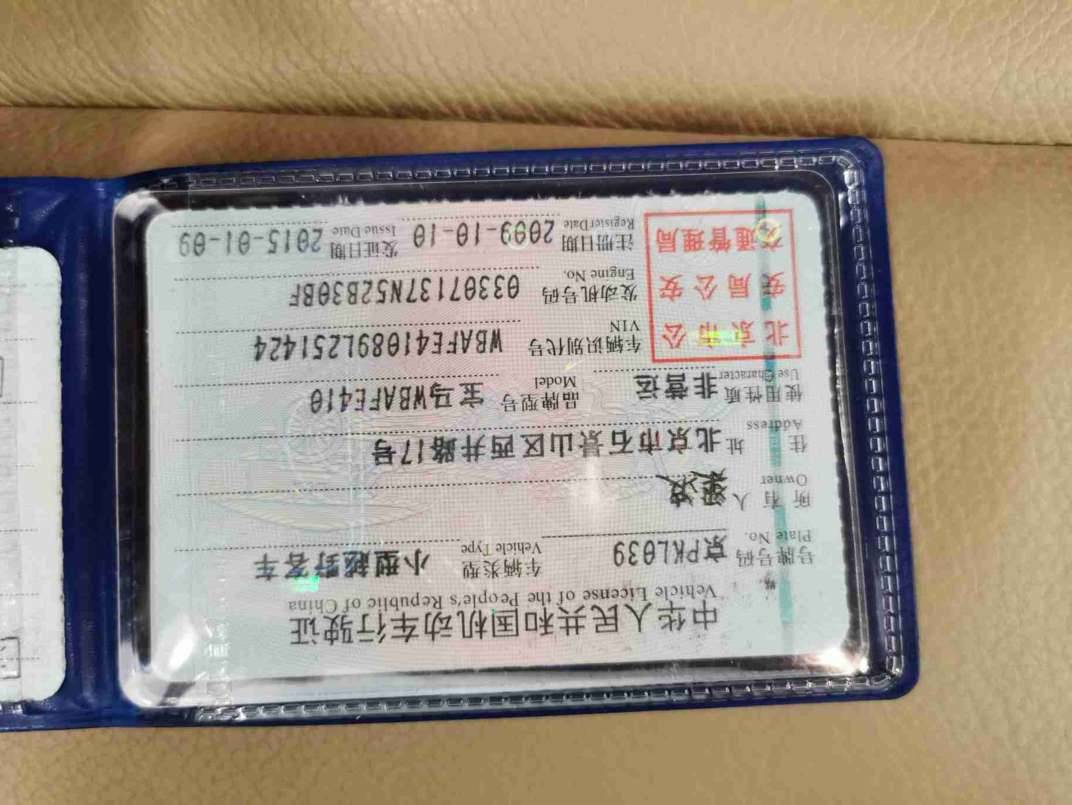 中华人民共和国机动车行驶证
Vehicle License of the People's Republic of China
号牌号码 京PKL039 车辆类型 小型越野客车
Plate No. Vehicle Type
所有人 梁波
Owner
住址 北京市石景山区西井路17号
Address
使用性质 非营运 品牌型号 宝马WBAFE410
Use Character Model
车辆识别代号 WBAFE41089L251424
VIN
发动机号码 03307137N52B30BF
Engine No.
注册日期 2009-10-10 发证日期 2015-01-09
Register Date Issue Date
北京市公
安局公安
交通管理局